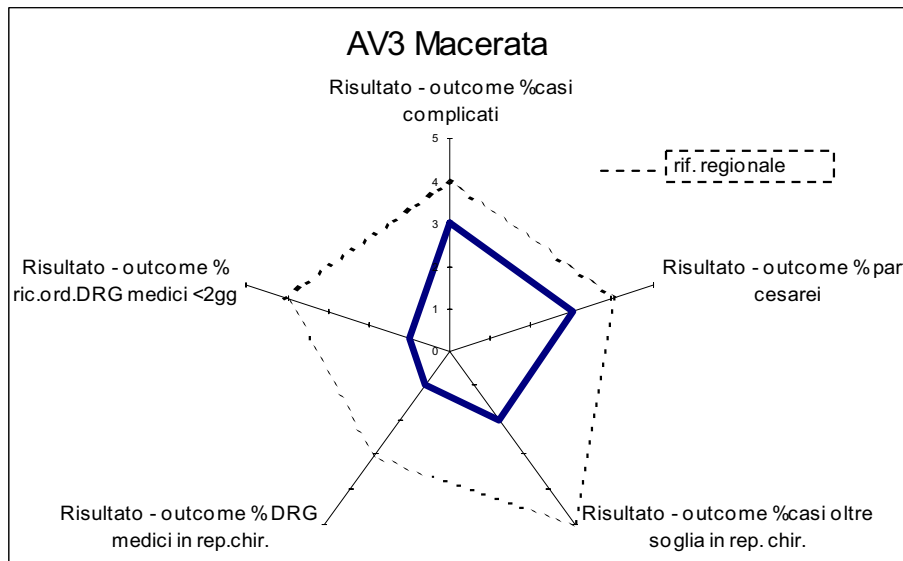 AV3 Macerata
Risultato - outcome %casi
complicati
5
4
3
2
1
0
rif. regionale
Risultato - outcome %
ric.ord.DRG medici <2gg
Risultato - outcome %par
cesarei
Risultato - outcome %DRG
medici in rep.chir.
Risultato - outcome %casi oltre
soglia in rep. chir.